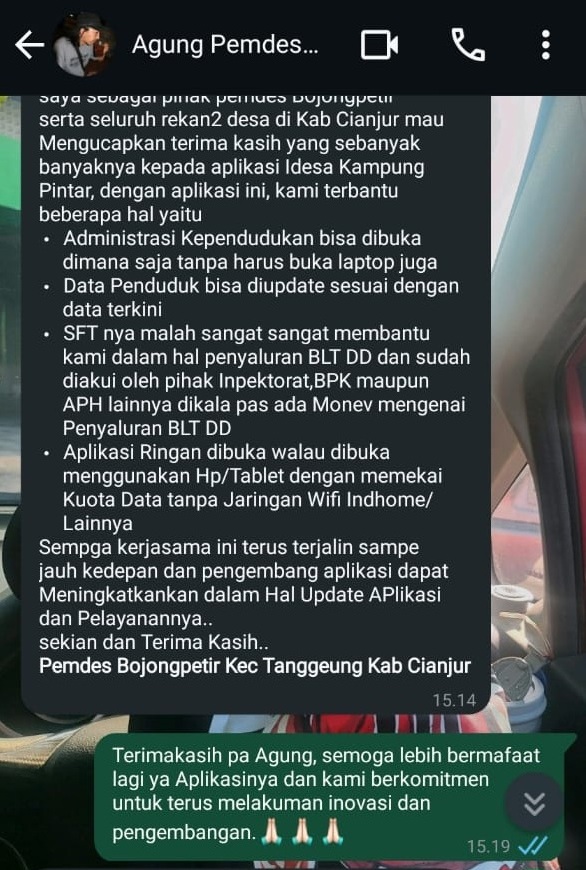 Agung Pemdes...
saya sebagai pihak pemdes Bojongpetir
serta seluruh rekan2 desa di Kab Cianjur mau
Mengucapkan terima kasih yang sebanyak
banyaknya kepada aplikasi Idesa Kampung
Pintar, dengan aplikasi ini, kami terbantu
beberapa hal yaitu
• Administrasi Kependudukan bisa dibuka
dimana saja tanpa harus buka laptop juga
• Data Penduduk bisa diupdate sesuai dengan
data terkini
• SFT nya malah sangat sangat membantu
kami dalam hal penyaluran BLT DD dan sudah
diakui oleh pihak Inpektorat,BPK maupun
APH lainnya dikala pas ada Monev mengenai
Penyaluran BLT DD
• Aplikasi Ringan dibuka walau dibuka
menggunakan Hp/Tablet dengan memekai
Kuota Data tanpa Jaringan Wifi Indhome/
Lainnya
Sempga kerjasama ini terus terjalin sampe
jauh kedepan dan pengembang aplikasi dapat
Meningkatkankan dalam Hal Update APlikasi
dan Pelayanannya..
sekian dan Terima Kasih..
Pemdes Bojongpetir Kec Tanggeung Kab Cianjur
15.14
Terimakasih pa Agung, semoga lebih bermafaat
lagi ya Aplikasinya dan kami berkomitmen
untuk terus melakuman inovasi dan
pengembangan.🙏🏻🙏🏻🙏🏻
15.19